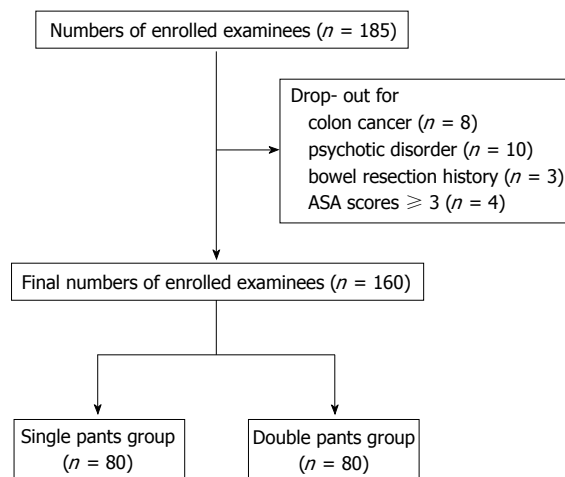 Numbers of enrolled examinees (n = 185)
Drop- out for
colon cancer (n = 8)
psychotic disorder (n = 10)
bowel resection history (n = 3)
ASA scores ⩾ 3 (n = 4)
Final numbers of enrolled examinees (n = 160)
Single pants group
(n = 80)
Double pants group
(n = 80)